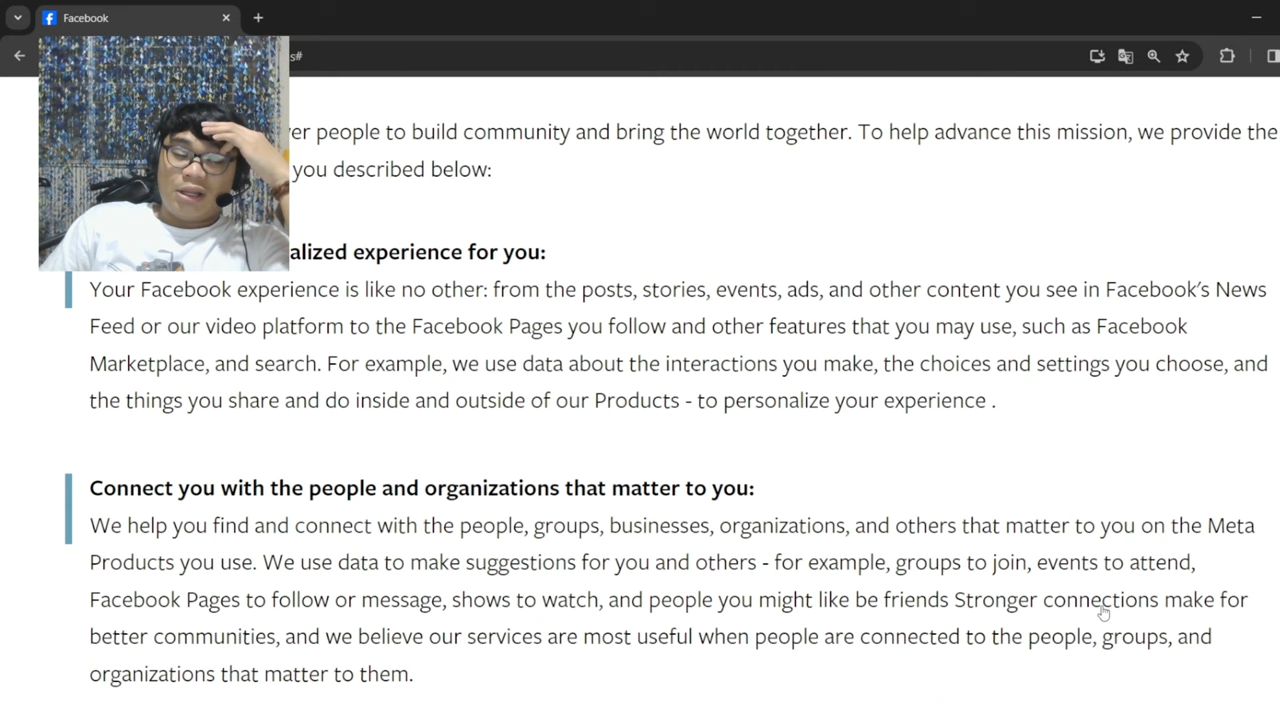 Facebook
s#
ver people to build community and bring the world together. To help advance this mission, we provide the
you described below:
alized experience for you:
Your Facebook experience is like no other: from the posts, stories, events, ads, and other content you see in Facebook's News
Feed or our video platform to the Facebook Pages you follow and other features that you may use, such as Facebook
Marketplace, and search. For example, we use data about the interactions you make, the choices and settings you choose, and
the things you share and do inside and outside of our Products - to personalize your experience .
Connect you with the people and organizations that matter to you:
We help you find and connect with the people, groups, businesses, organizations, and others that matter to you on the Meta
Products you use. We use data to make suggestions for you and others - for example, groups to join, events to attend,
Facebook Pages to follow or message, shows to watch, and people you might like be friends Stronger connections make for
better communities, and we believe our services are most useful when people are connected to the people, groups, and
organizations that matter to them.